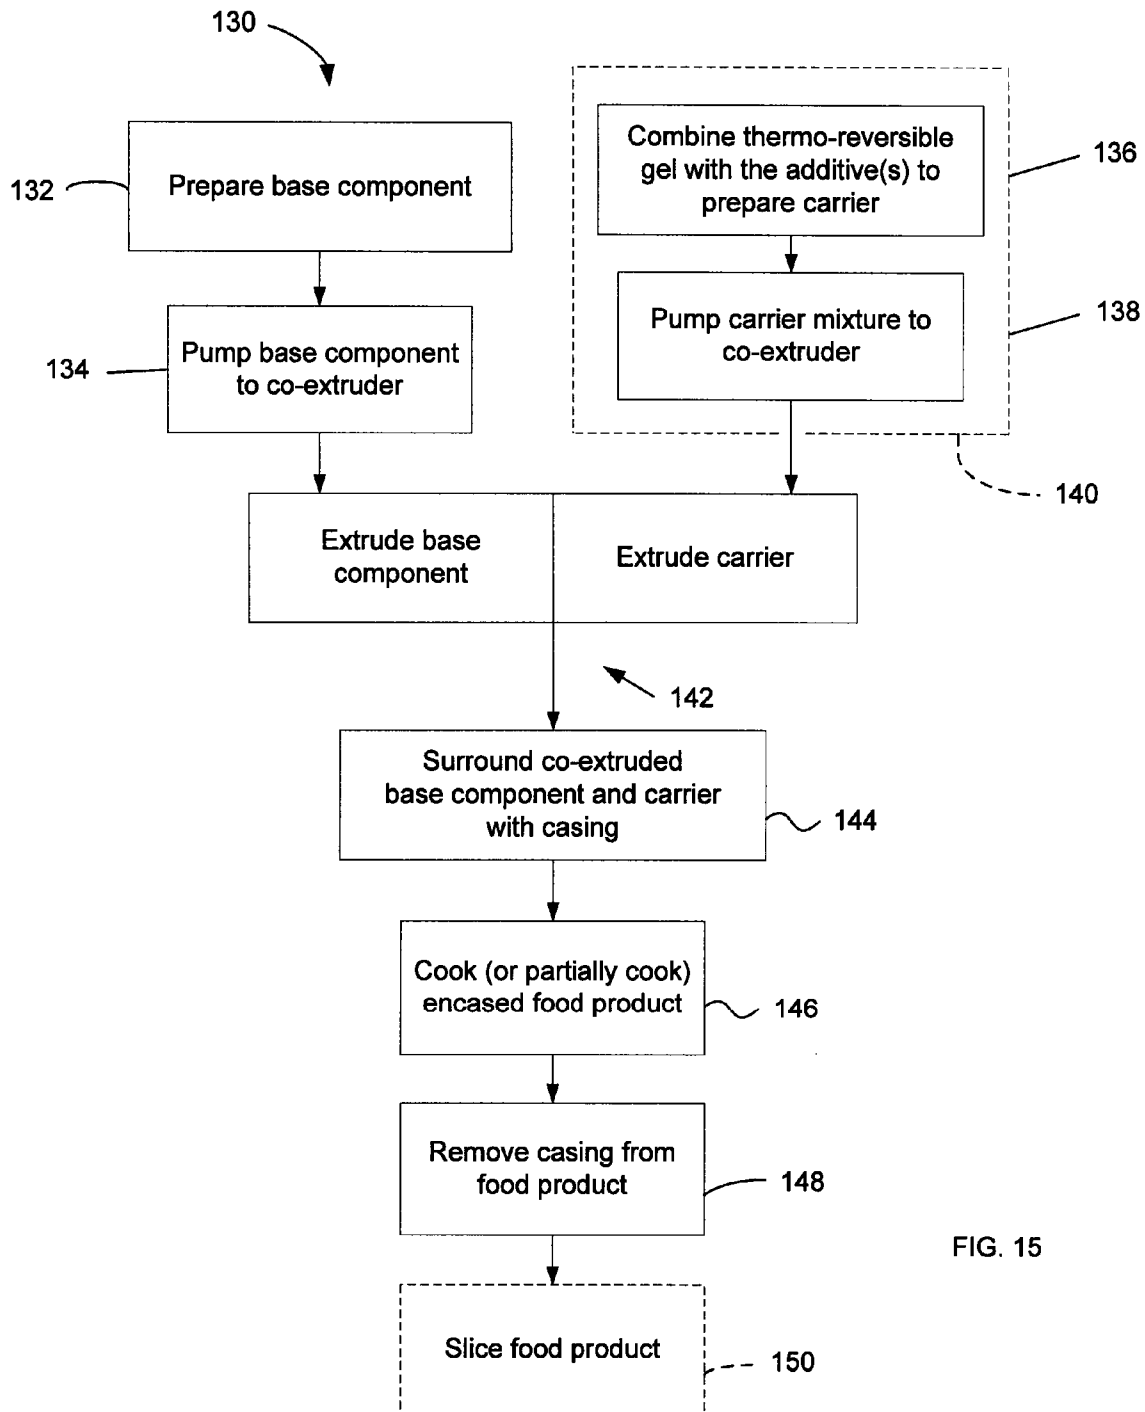 130
132
Prepare base component
Combine thermo-reversible
gel with the additive(s) to
prepare carrier
136
134
Pump base component
to co-extruder
Pump carrier mixture to
co-extruder
138
140
Extrude base
component
Extrude carrier
142
Surround co-extruded
base component and carrier
with casing
144
Cook (or partially cook)
encased food product
146
Remove casing from
food product
148
FIG. 15
Slice food product
150